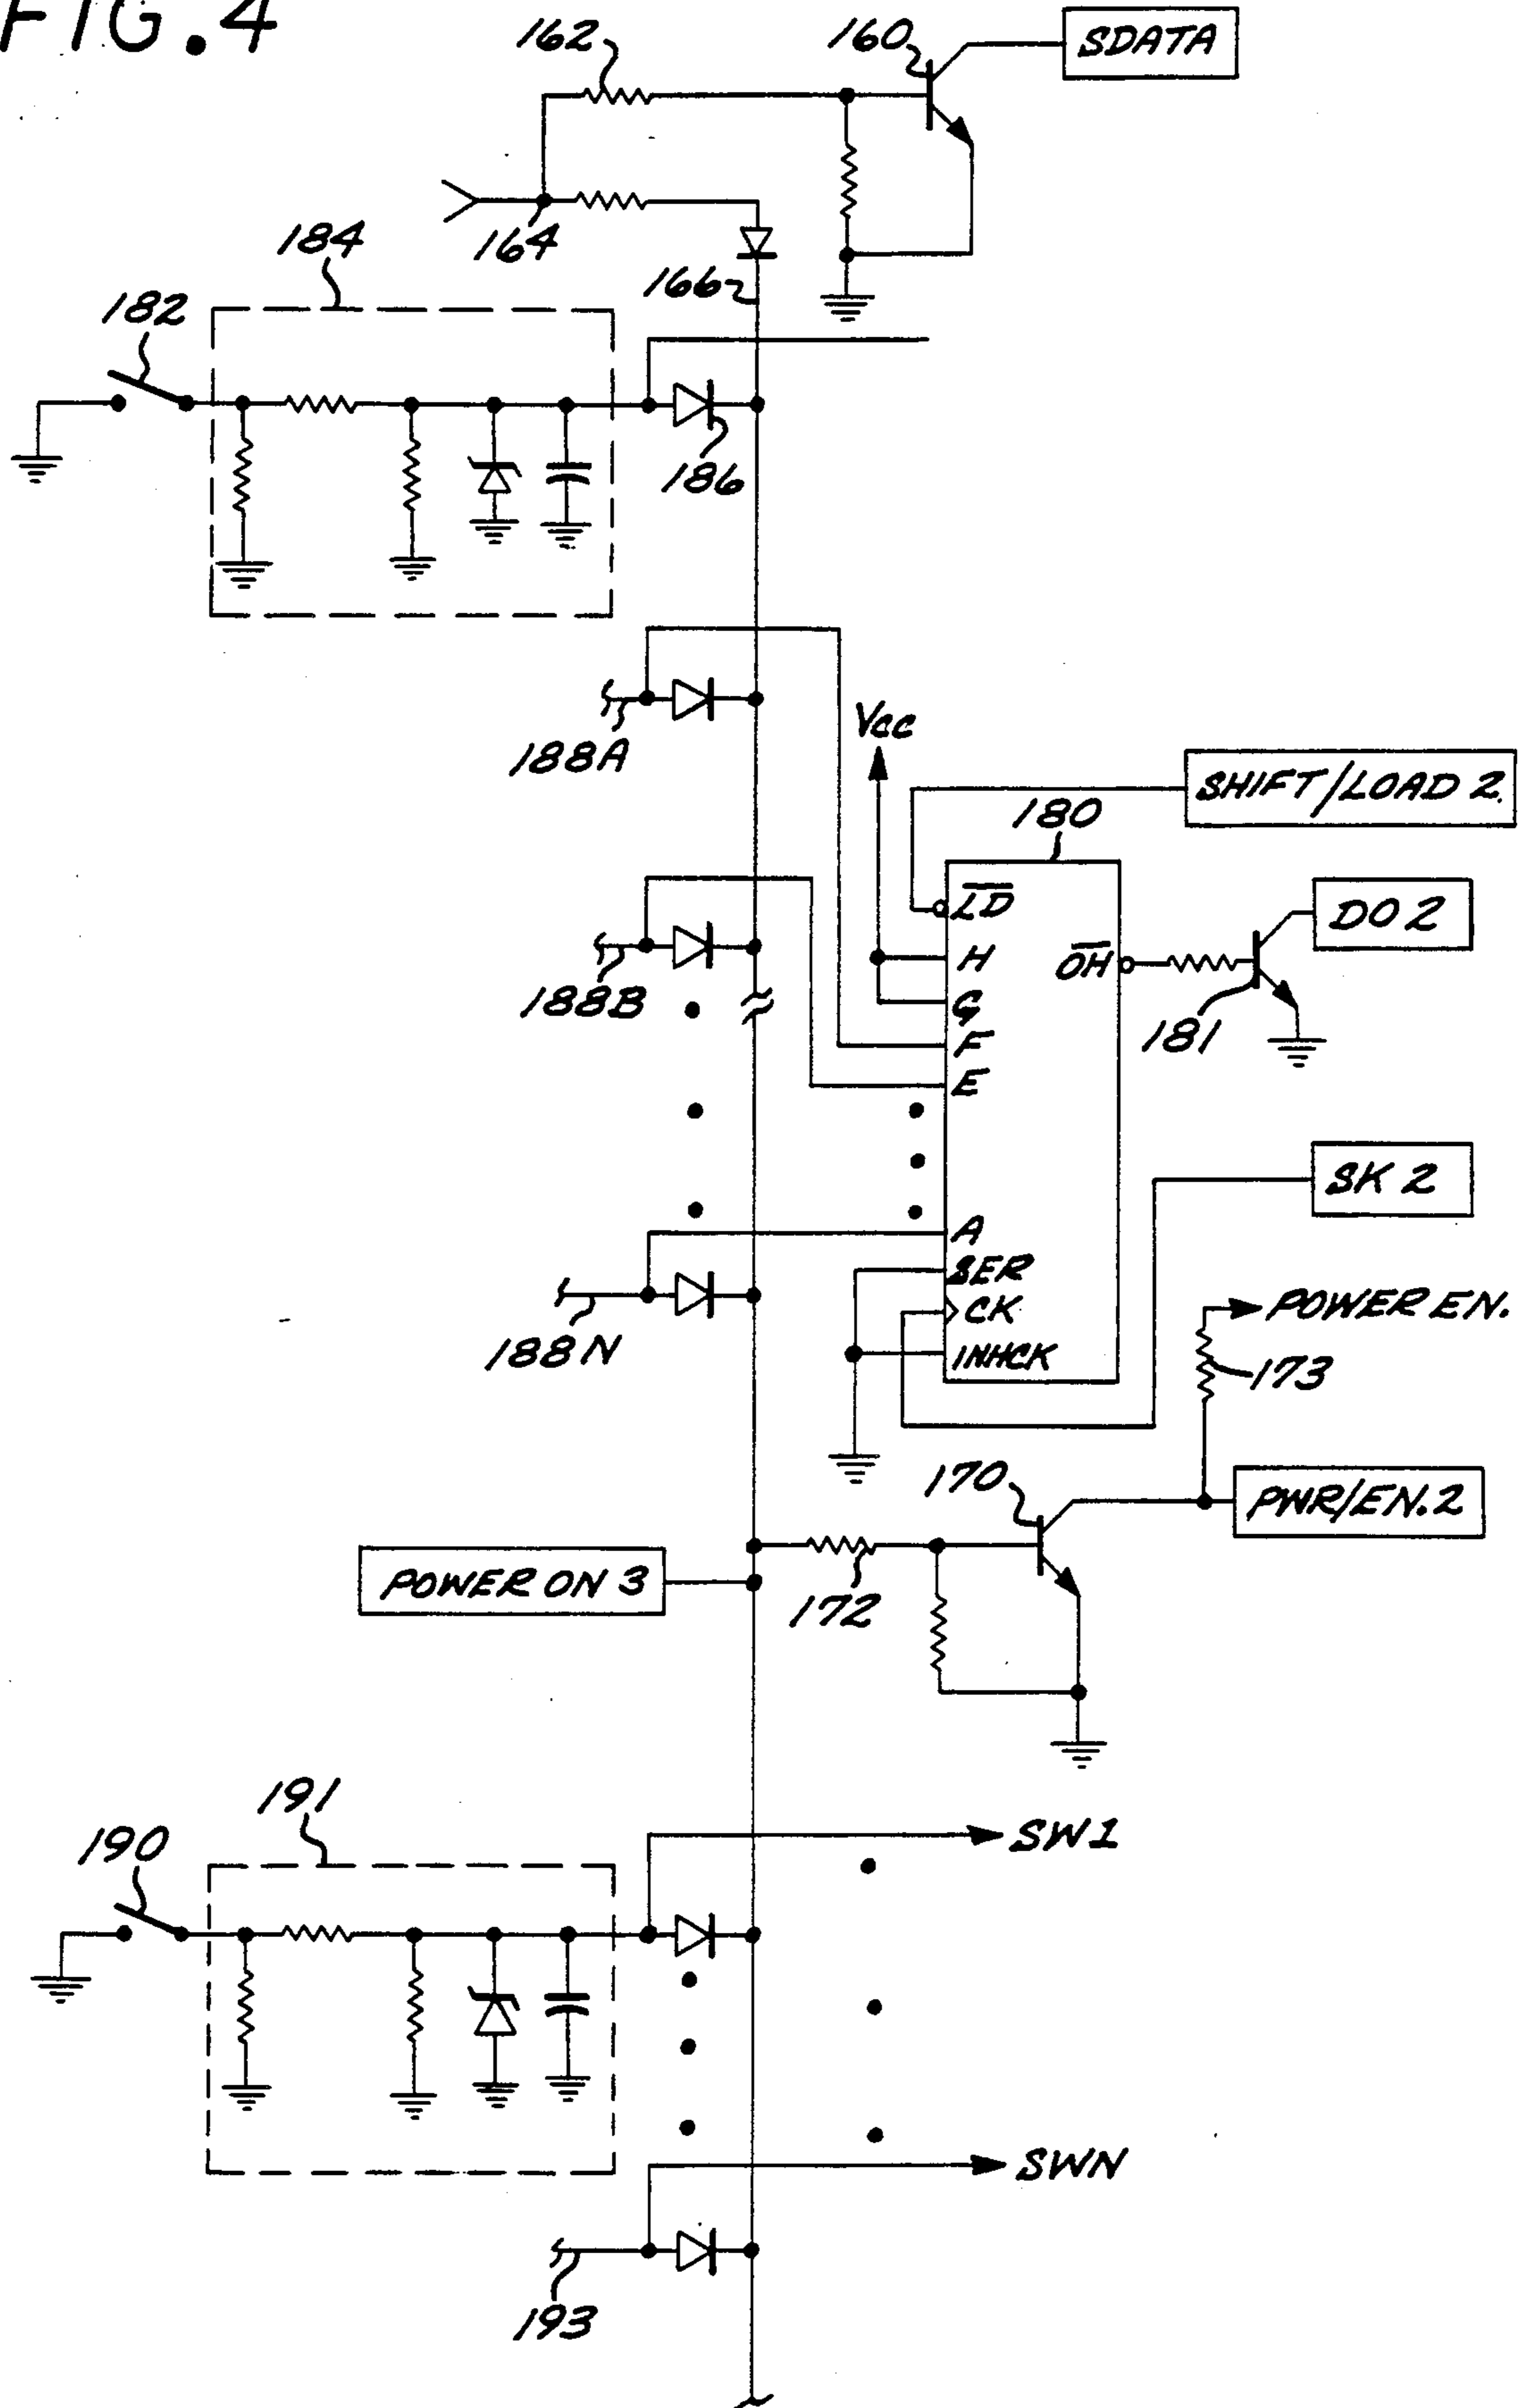 FIG.4
162
160
SDATA
164
184
166
182
186
188A
Vcc
SHIFT/LOAD 2
180
LD
DO 2
H
OH
188B
G
181
F
E
SK 2
A
SER
CK
POWER EN.
188N
INHCK
173
170
PWR/EN.2
POWER ON 3
172
191
SW1
190
SWN
193